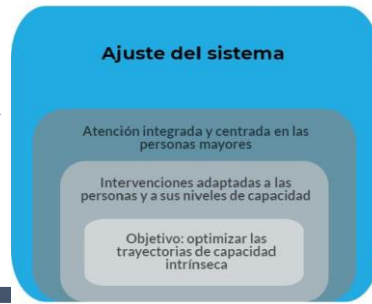 Ajuste del sistema
Atención integrada y centrada en las
personas mayores
Intervenciones adaptadas a las
personas y a sus niveles de capacidad
Objetivo: optimizar las
trayectorias de capacidad
intrínseca